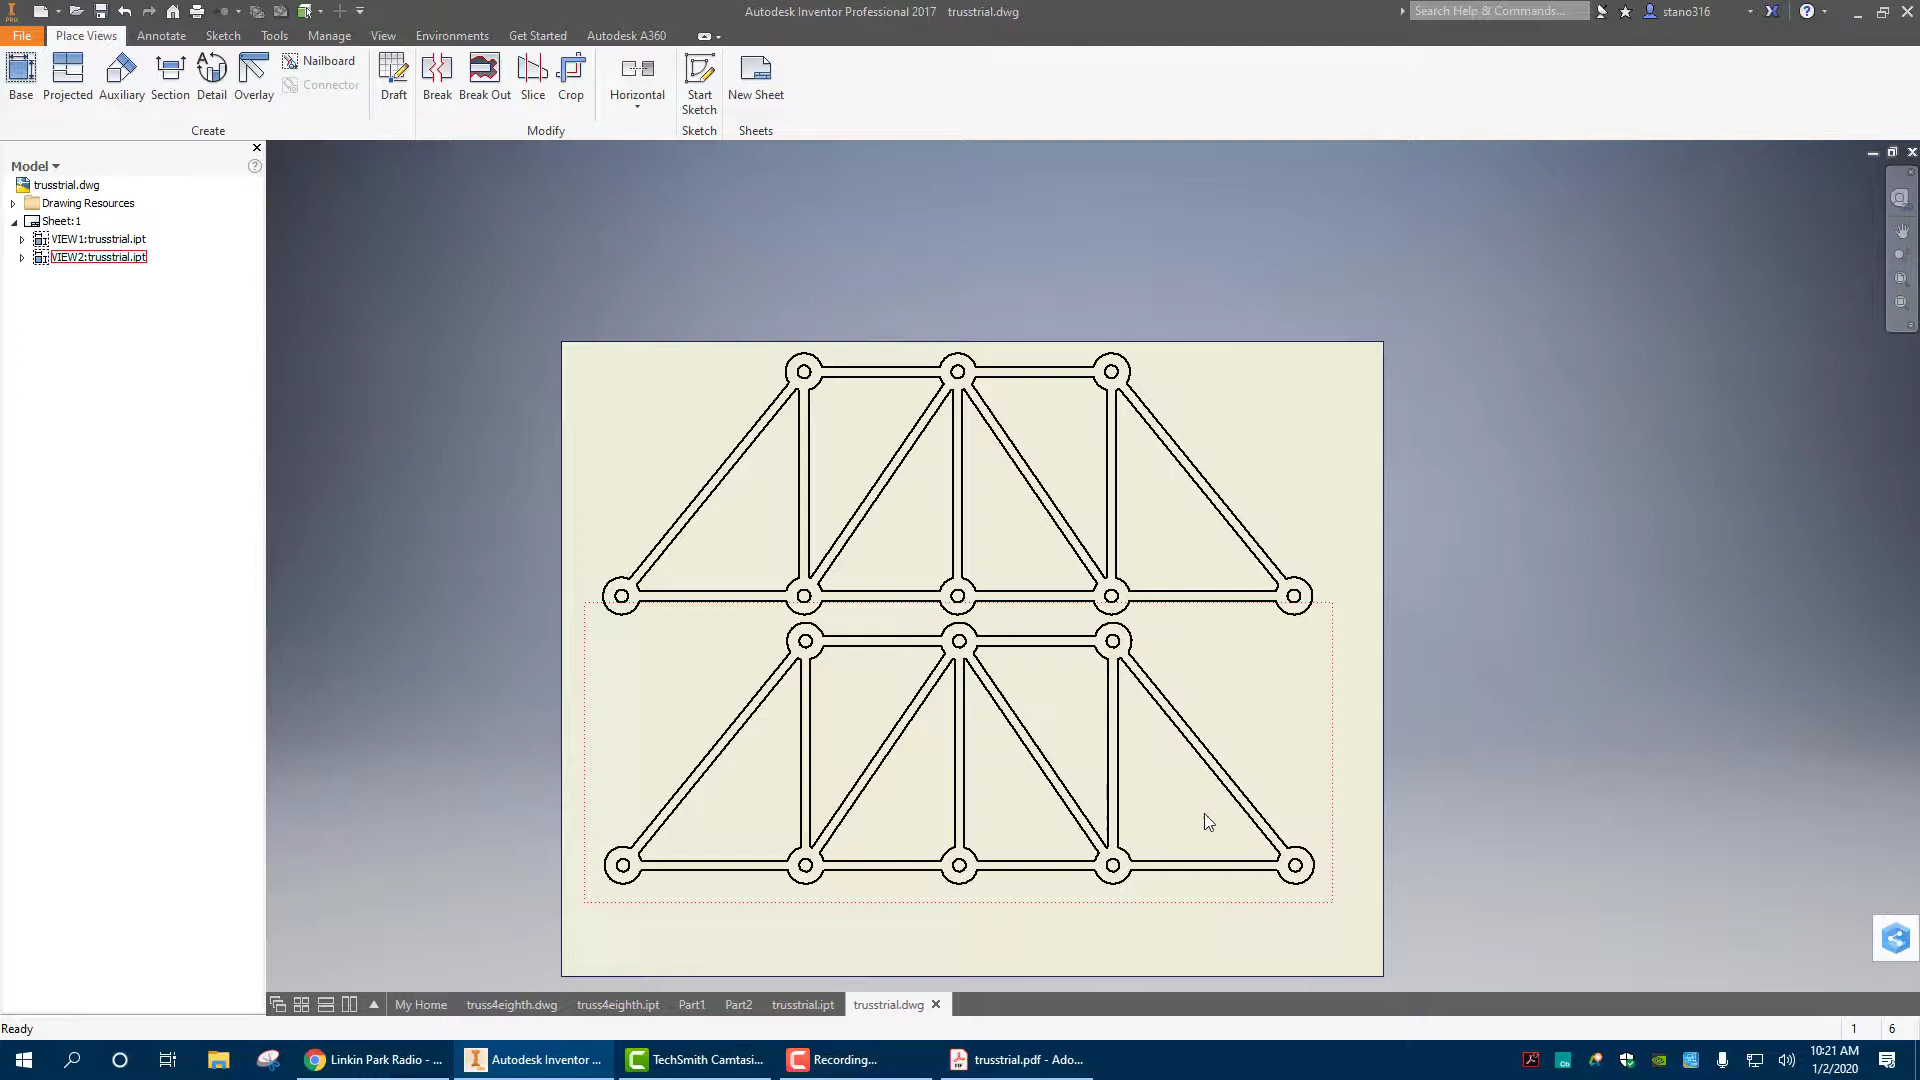 Autodesk Inventor Professional 2017 trusstrial.dwg
Search Help & Commands...
stano316
File Place Views Annotate Sketch Tools Manage View Environments Get Started Autodesk A360
Base Projected Auxiliary Section Detail Overlay
Nailboard
Connector
Draft
Break Break Out Slice Crop
Horizontal
Start
Sketch
New Sheet
Create Modify Sketch Sheets
Model
trusstrial.dwg
Drawing Resources
Sheet:1
VIEW1:trusstrial.ipt
VIEW2:trusstrial.ipt
My Home truss4eighth.dwg truss4eighth.ipt Part1 Part2 trusstrial.ipt trusstrial.dwg
Ready 1 6
Linkin Park Radio - ... Autodesk Inventor ... TechSmith Camtasi... Recording... trusstrial.pdf - Ado...
10:21 AM
1/2/2020